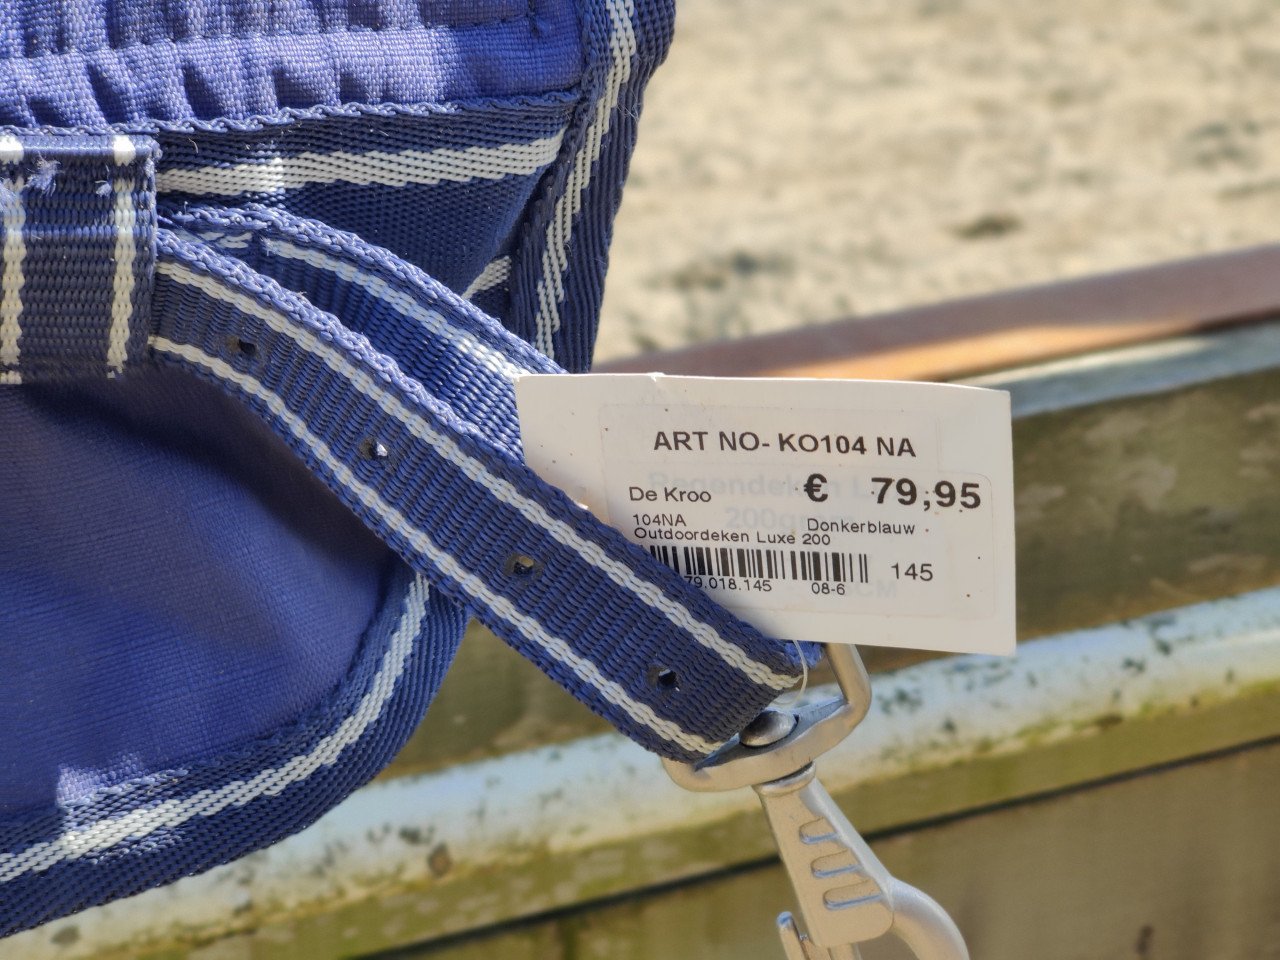 ART NO- KO104 NA
De Kroo € 79,95
104NA Donkerblauw
Outdoordeken Luxe 200
79.018.145 08-6 145